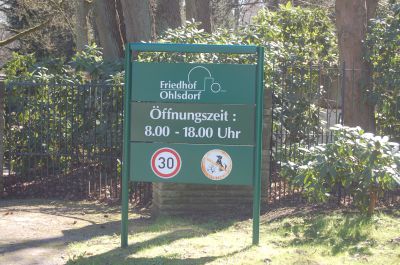 Friedhof
Ohlsdorf
Öffnungszeit :
8.00 - 18.00 Uhr
30